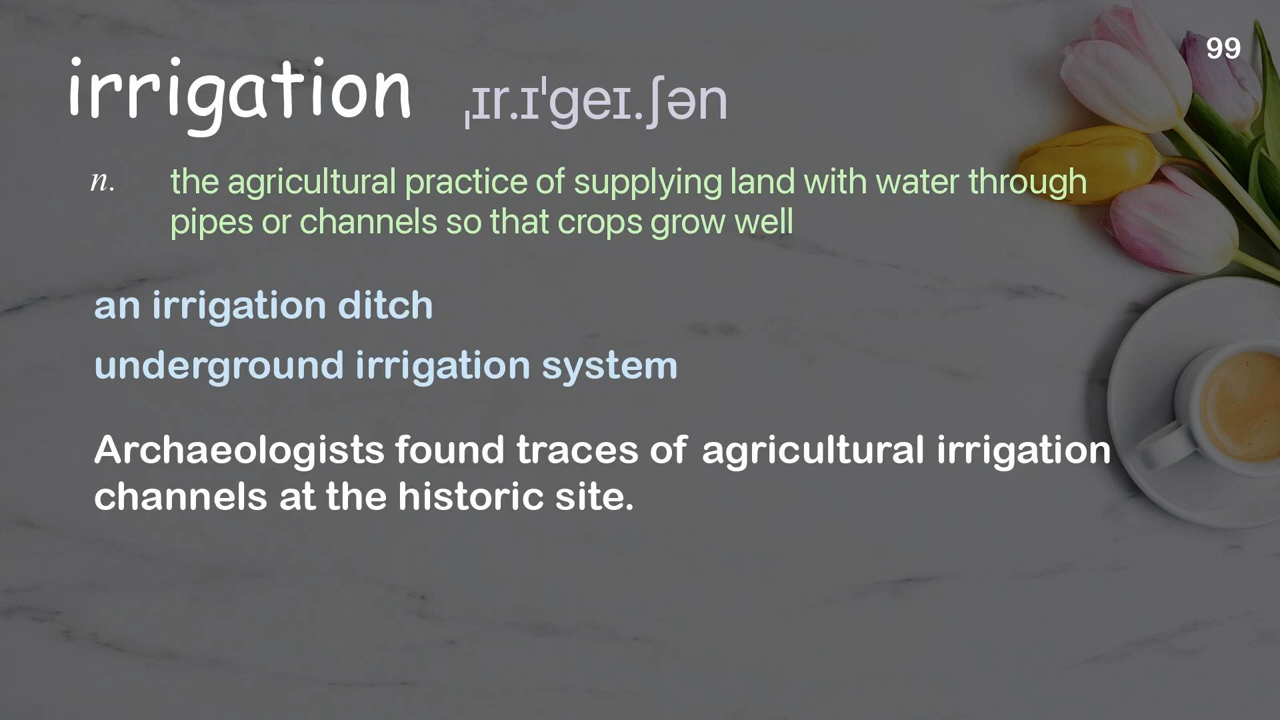 99
irrigation ˌɪr.ɪˈɡeɪ.ʃən
n. the agricultural practice of supplying land with water through
pipes or channels so that crops grow well
an irrigation ditch
underground irrigation system
Archaeologists found traces of agricultural irrigation
channels at the historic site.